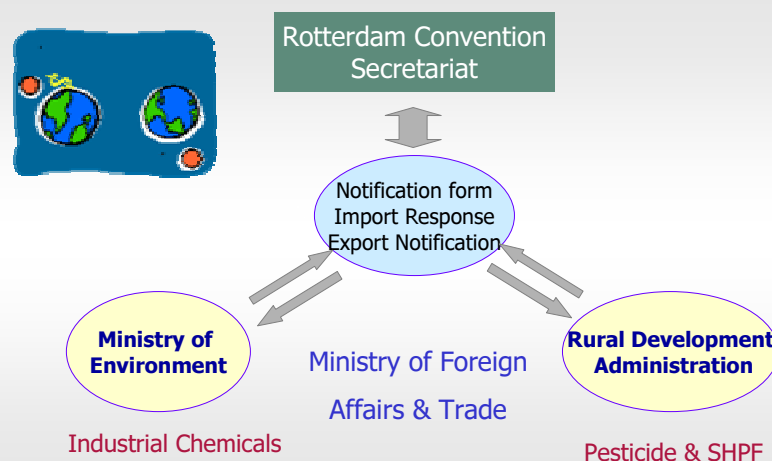 Rotterdam Convention
Secretariat
Notification form
Import Response
Export Notification
Ministry of
Environment
Ministry of Foreign
Affairs & Trade
Rural Development
Administration
Industrial Chemicals
Pesticide & SHPF